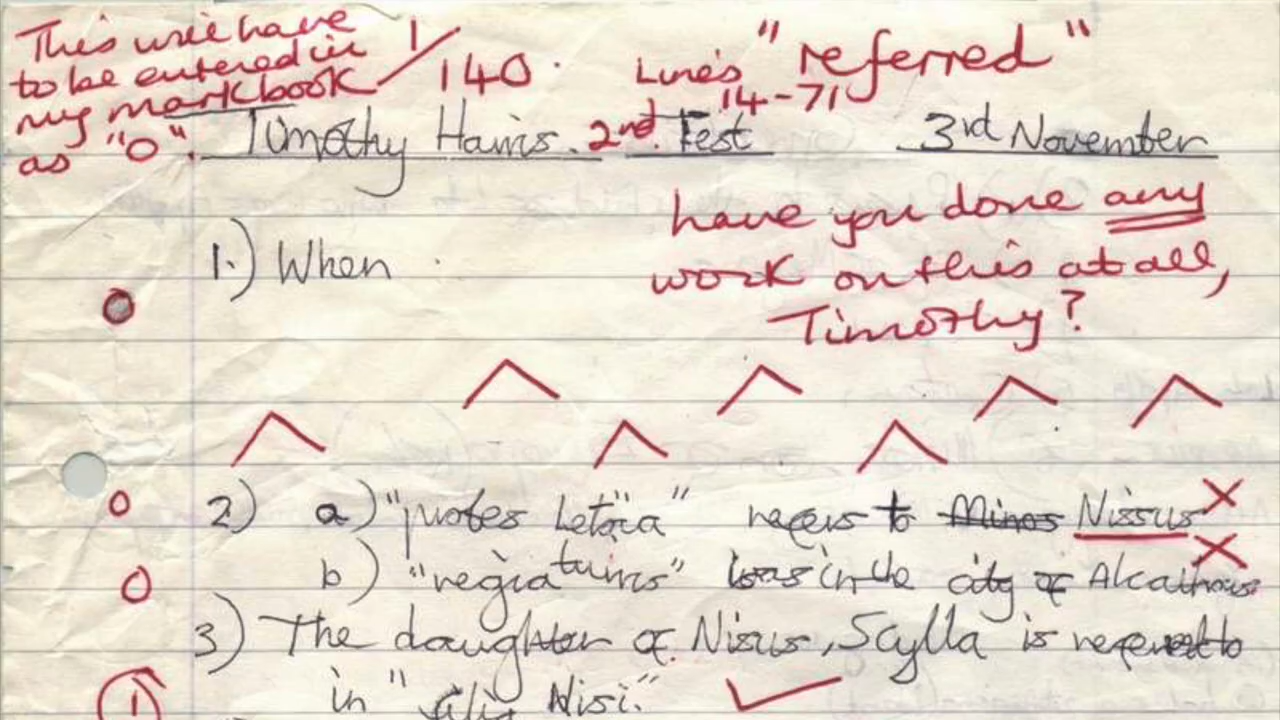 This will have
to be entered in
my mark book
as "0".
1/140.
Lines "referred"
14-71
Timothy Harris. 2nd. Test 3rd November
have you done any
work on this at all,
Timothy?
1.) When
0
0 2) a) " " refers to Minos Nissus
0 b) "regia turris" was in the city of Alcathous
3) The daughter of Nisus, Scylla is referred to
1 in "filia Nisi."